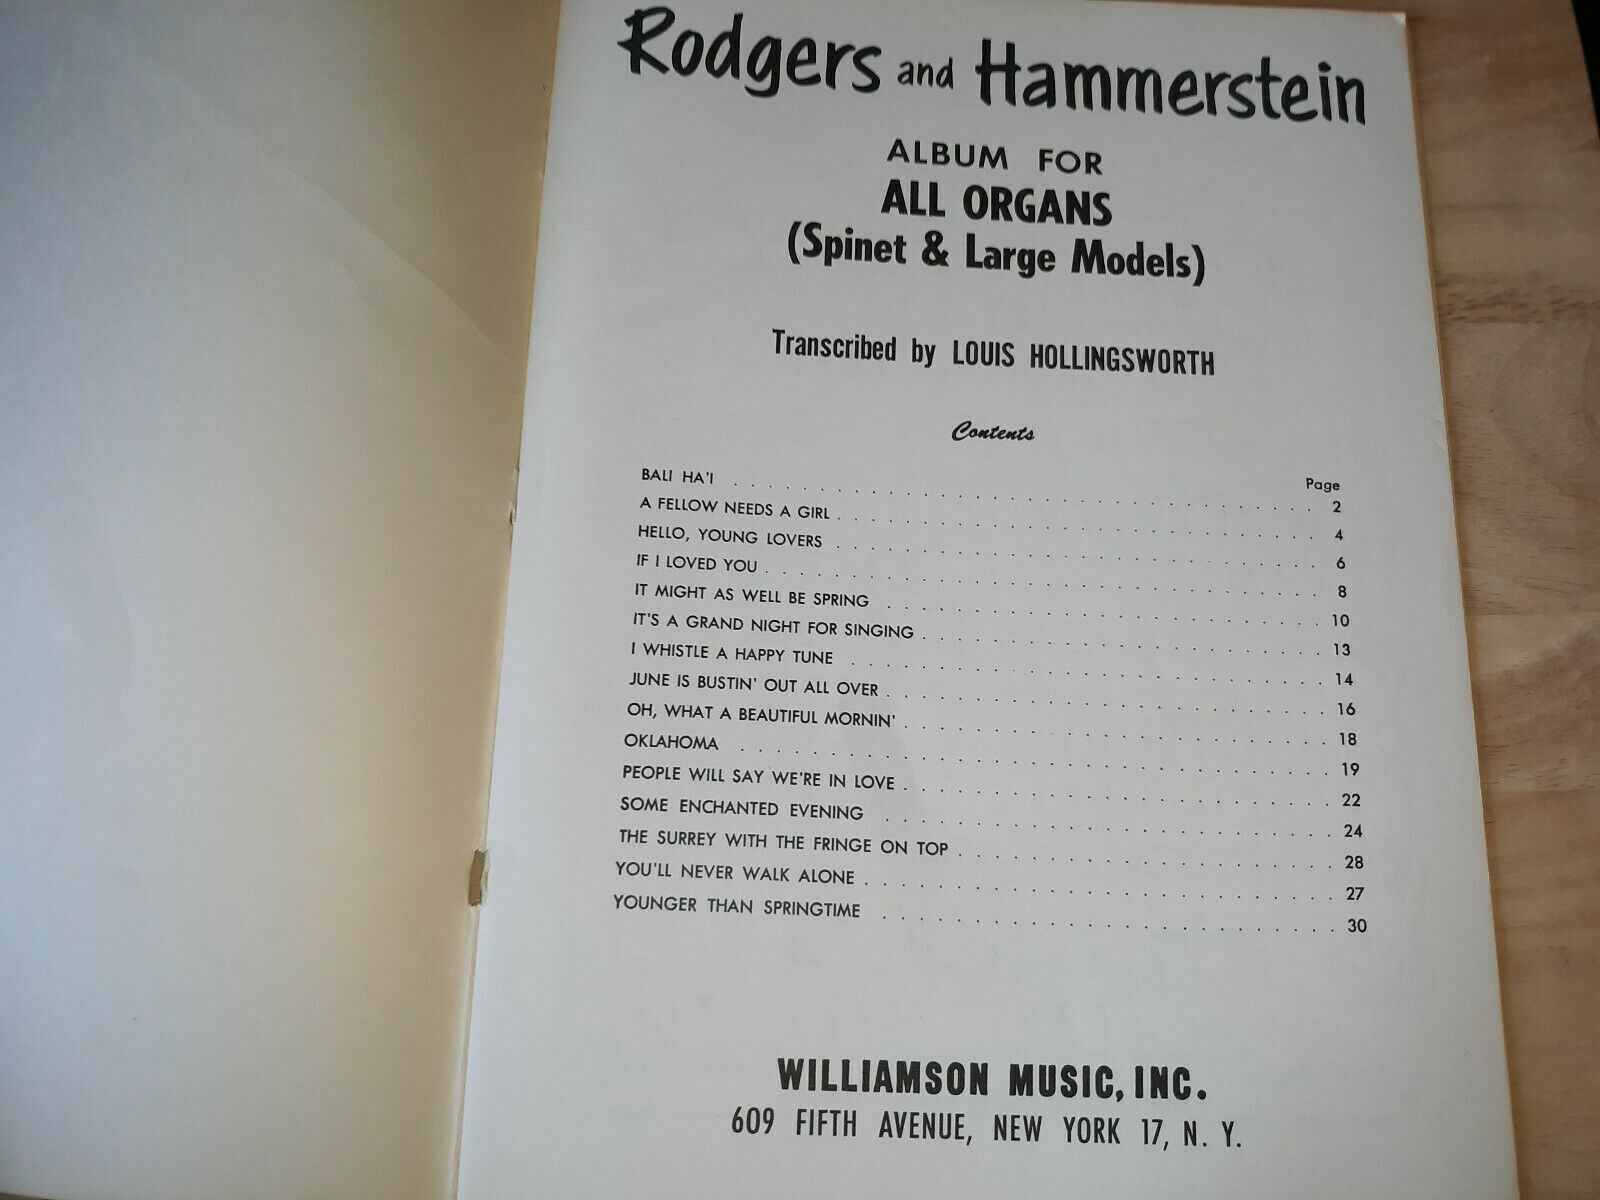 Rodgers and Hammerstein
ALBUM FOR
ALL ORGANS
(Spinet & Large Models)
Transcribed by LOUIS HOLLINGSWORTH
Contents
Page
BALI HA'I . . . . . . . . . . . . . . . . . . . . 2
A FELLOW NEEDS A GIRL . . . . . . . . . . . . . . . . . . . . 4
HELLO, YOUNG LOVERS . . . . . . . . . . . . . . . . . . . . 6
IF I LOVED YOU . . . . . . . . . . . . . . . . . . . . 8
IT MIGHT AS WELL BE SPRING . . . . . . . . . . . . . . . . . . . . 10
IT'S A GRAND NIGHT FOR SINGING . . . . . . . . . . . . . . . . . . . . 13
I WHISTLE A HAPPY TUNE . . . . . . . . . . . . . . . . . . . . 14
JUNE IS BUSTIN' OUT ALL OVER . . . . . . . . . . . . . . . . . . . . 16
OH, WHAT A BEAUTIFUL MORNIN' . . . . . . . . . . . . . . . . . . . . 18
OKLAHOMA . . . . . . . . . . . . . . . . . . . . 19
PEOPLE WILL SAY WE'RE IN LOVE . . . . . . . . . . . . . . . . . . . . 22
SOME ENCHANTED EVENING . . . . . . . . . . . . . . . . . . . . 24
THE SURREY WITH THE FRINGE ON TOP . . . . . . . . . . . . . . . . . . . . 28
YOU'LL NEVER WALK ALONE . . . . . . . . . . . . . . . . . . . . 27
YOUNGER THAN SPRINGTIME . . . . . . . . . . . . . . . . . . . . 30
WILLIAMSON MUSIC, INC.
609 FIFTH AVENUE, NEW YORK 17, N. Y.